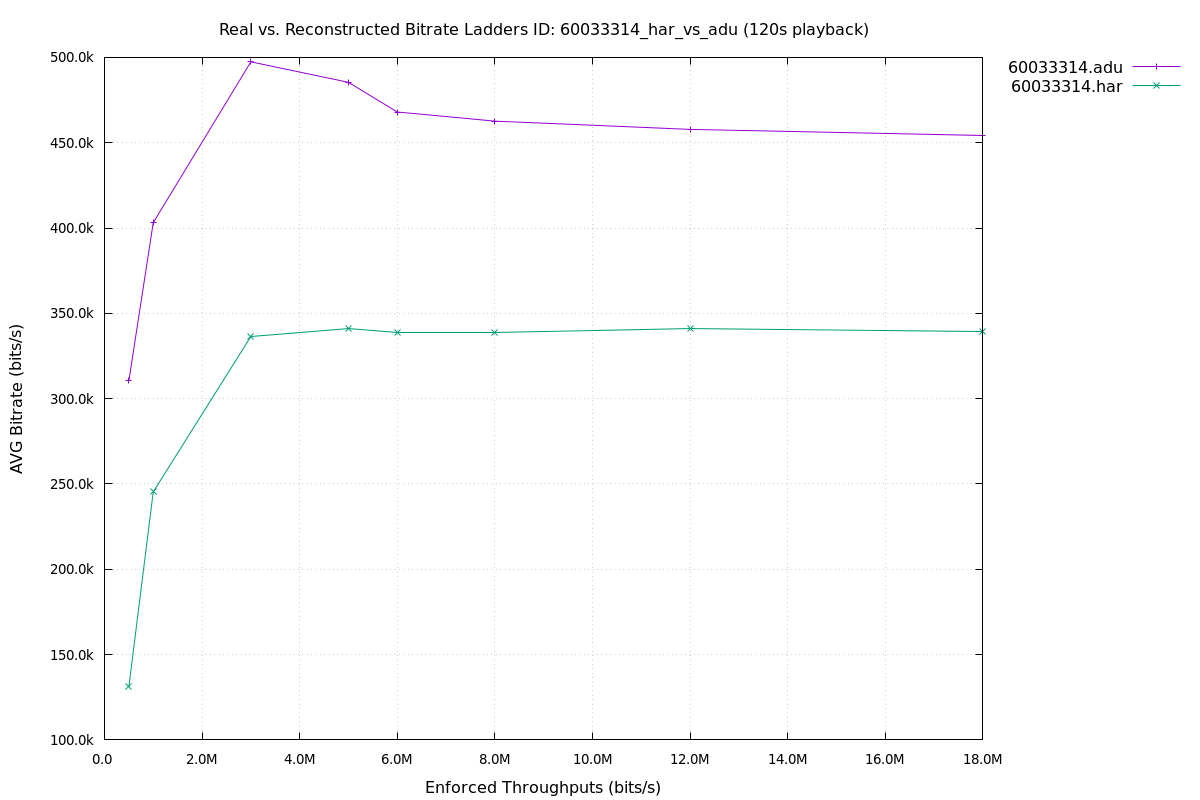 Real vs. Reconstructed Bitrate Ladders ID: 60033314_har_vs_adu (120s playback)
60033314.adu
60033314.har
500.0k
450.0k
400.0k
350.0k
300.0k
250.0k
200.0k
150.0k
100.0k
AVG Bitrate (bits/s)
0.0 2.0M 4.0M 6.0M 8.0M 10.0M 12.0M 14.0M 16.0M 18.0M
Enforced Throughputs (bits/s)